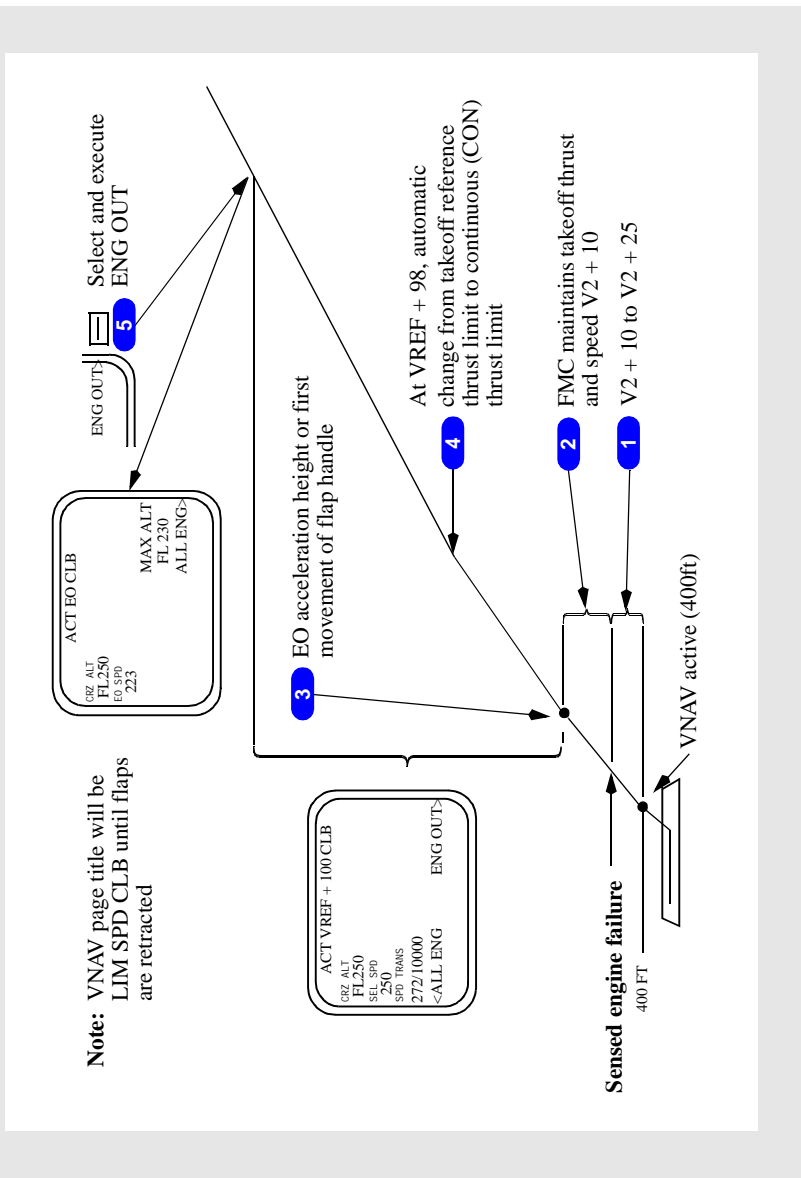 Note: VNAV page title will be
LIM SPD CLB until flaps
are retracted
ACT EO CLB
CRZ ALT
FL250
EO SPD
223
MAX ALT
FL 230
ALL ENG>
ENG OUT>
5
Select and execute
ENG OUT
ACT VREF + 100 CLB
CRZ ALT
FL250
SEL SPD
250
SPD TRANS
272/10000
<ALL ENG
ENG OUT>
3
EO acceleration height or first
movement of flap handle
4
At VREF + 98, automatic
change from takeoff reference
thrust limit to continuous (CON)
thrust limit
2
FMC maintains takeoff thrust
and speed V2 + 10
1
V2 + 10 to V2 + 25
Sensed engine failure
400 FT
VNAV active (400ft)